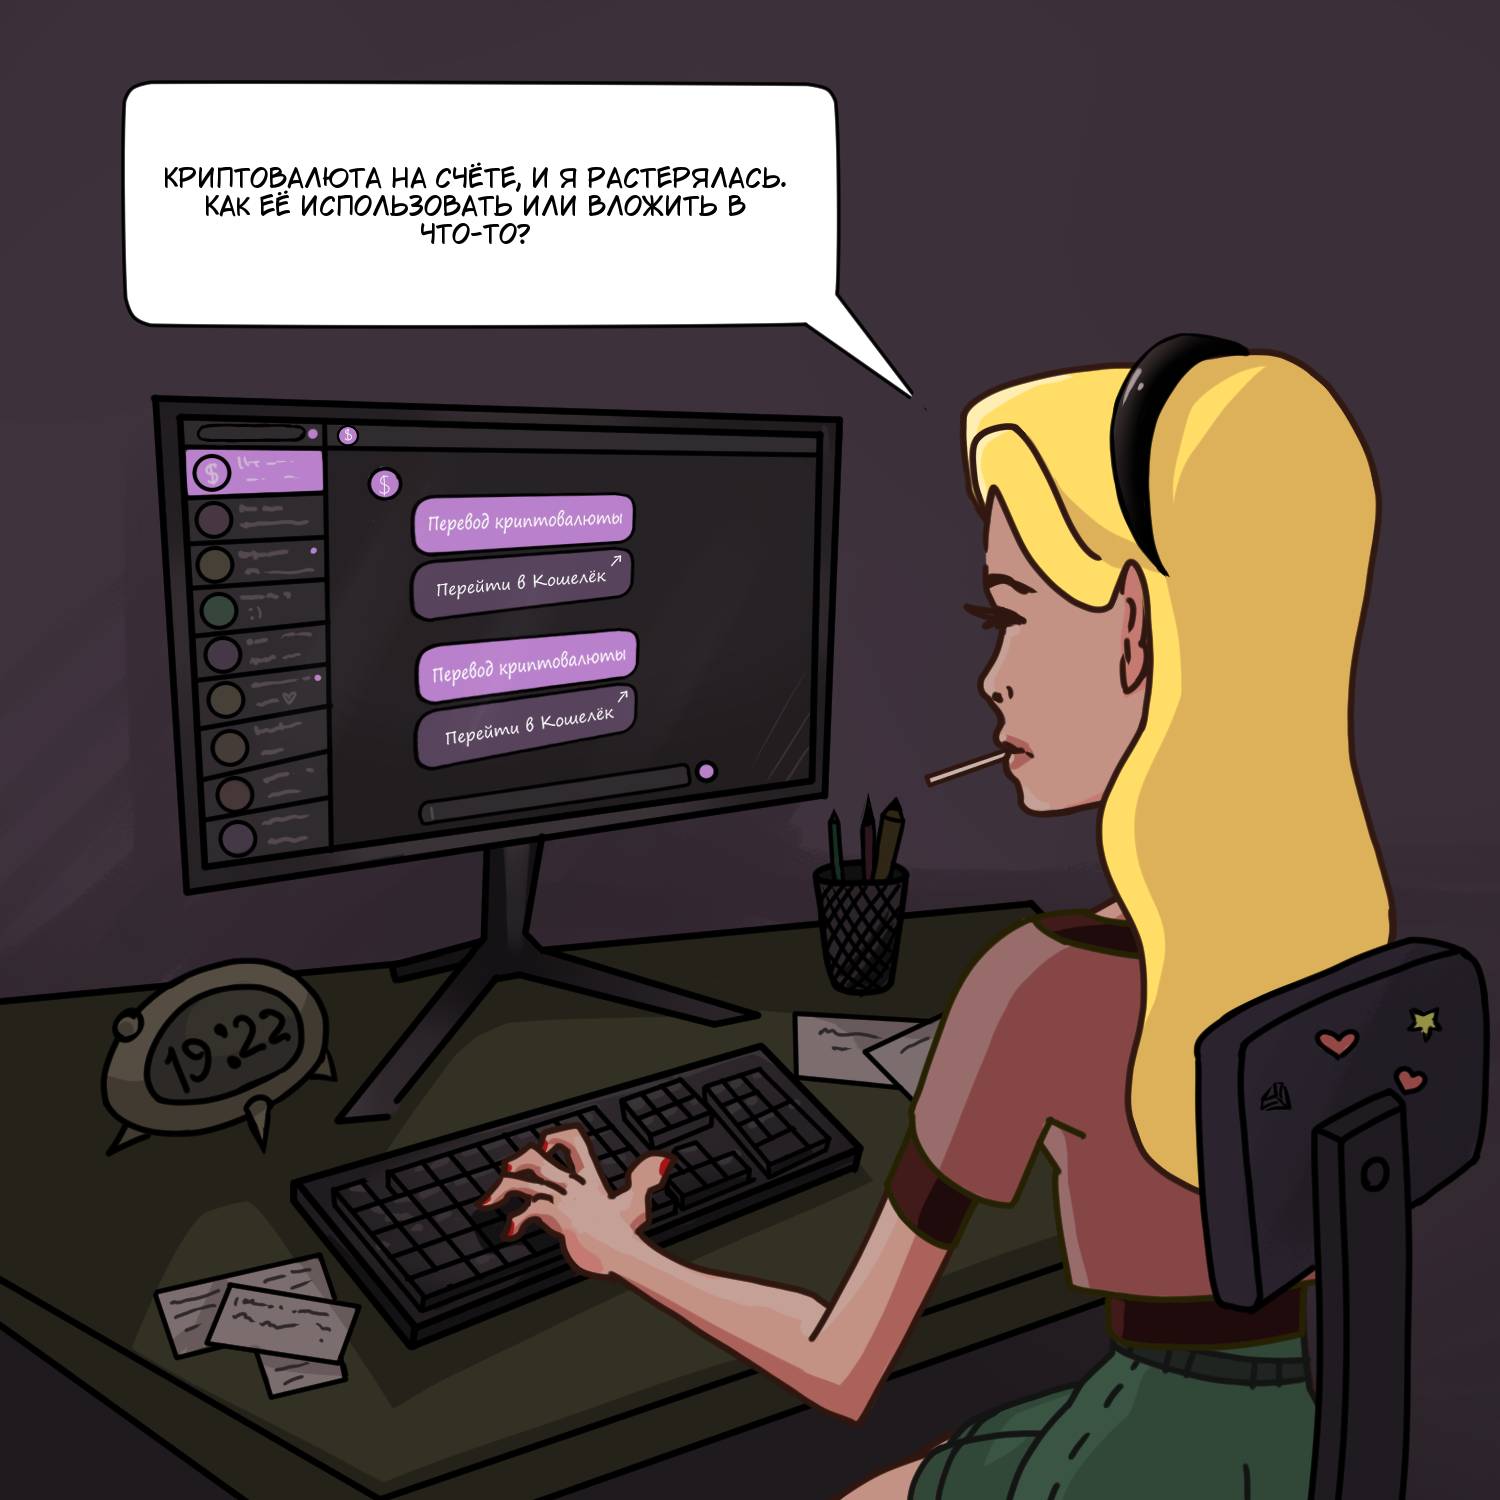 КРИПТОВАЛЮТА НА СЧЁТЕ, И Я РАСТЕРЯЛАСЬ.
КАК ЕЁ ИСПОЛЬЗОВАТЬ ИЛИ ВЛОЖИТЬ В
ЧТО-ТО?
$
$
$
Перевод криптовалюты
Перейти в Кошелёк
:)
Перевод криптовалюты
Перейти в Кошелёк
19:22